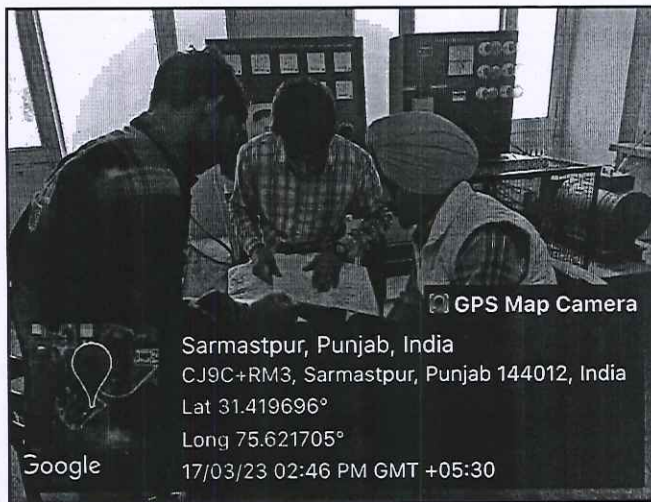 GPS Map Camera
Sarmastpur, Punjab, India
CJ9C+RM3, Sarmastpur, Punjab 144012, India
Lat 31.419696°
Long 75.621705°
17/03/23 02:46 PM GMT +05:30
Google